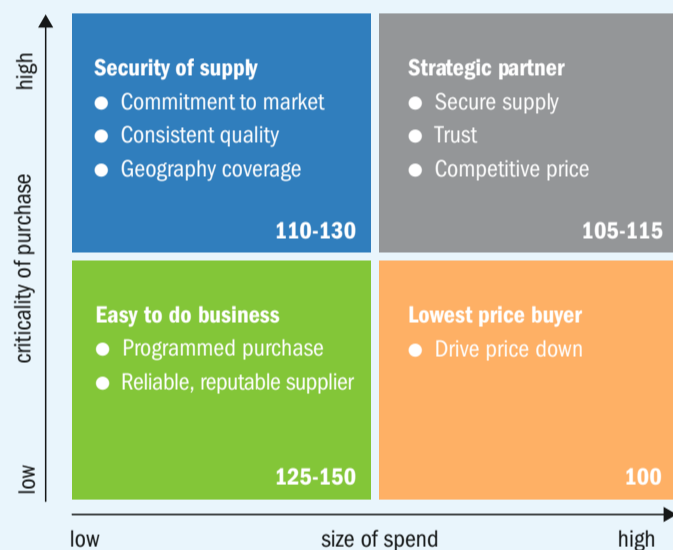 high
criticality of purchase
low
Security of supply
Commitment to market
Consistent quality
Geography coverage
110-130
Strategic partner
Secure supply
Trust
Competitive price
105-115
Easy to do business
Programmed purchase
Reliable, reputable supplier
125-150
Lowest price buyer
Drive price down
100
low
size of spend
high